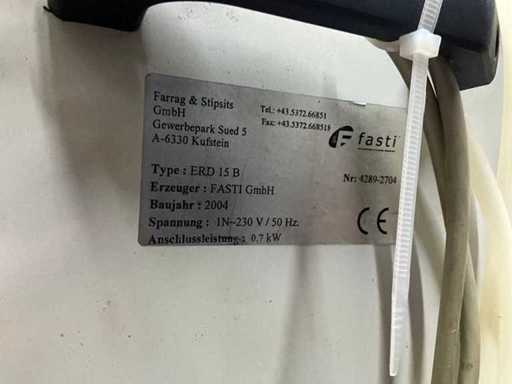 Farrag & Stipsits
GmbH
Gewerbepark Sued 5
A-6330 Kufstein
Tel.: +43.5372.66851
Fax: +43.5372.668518
fasti
Type : ERD 15 B
Nr: 4289-2704
Erzeuger : FASTI GmbH
Baujahr : 2004
Spannung : 1N~230 V / 50 Hz.
Anschlussleistung : 0,7 kW
CE